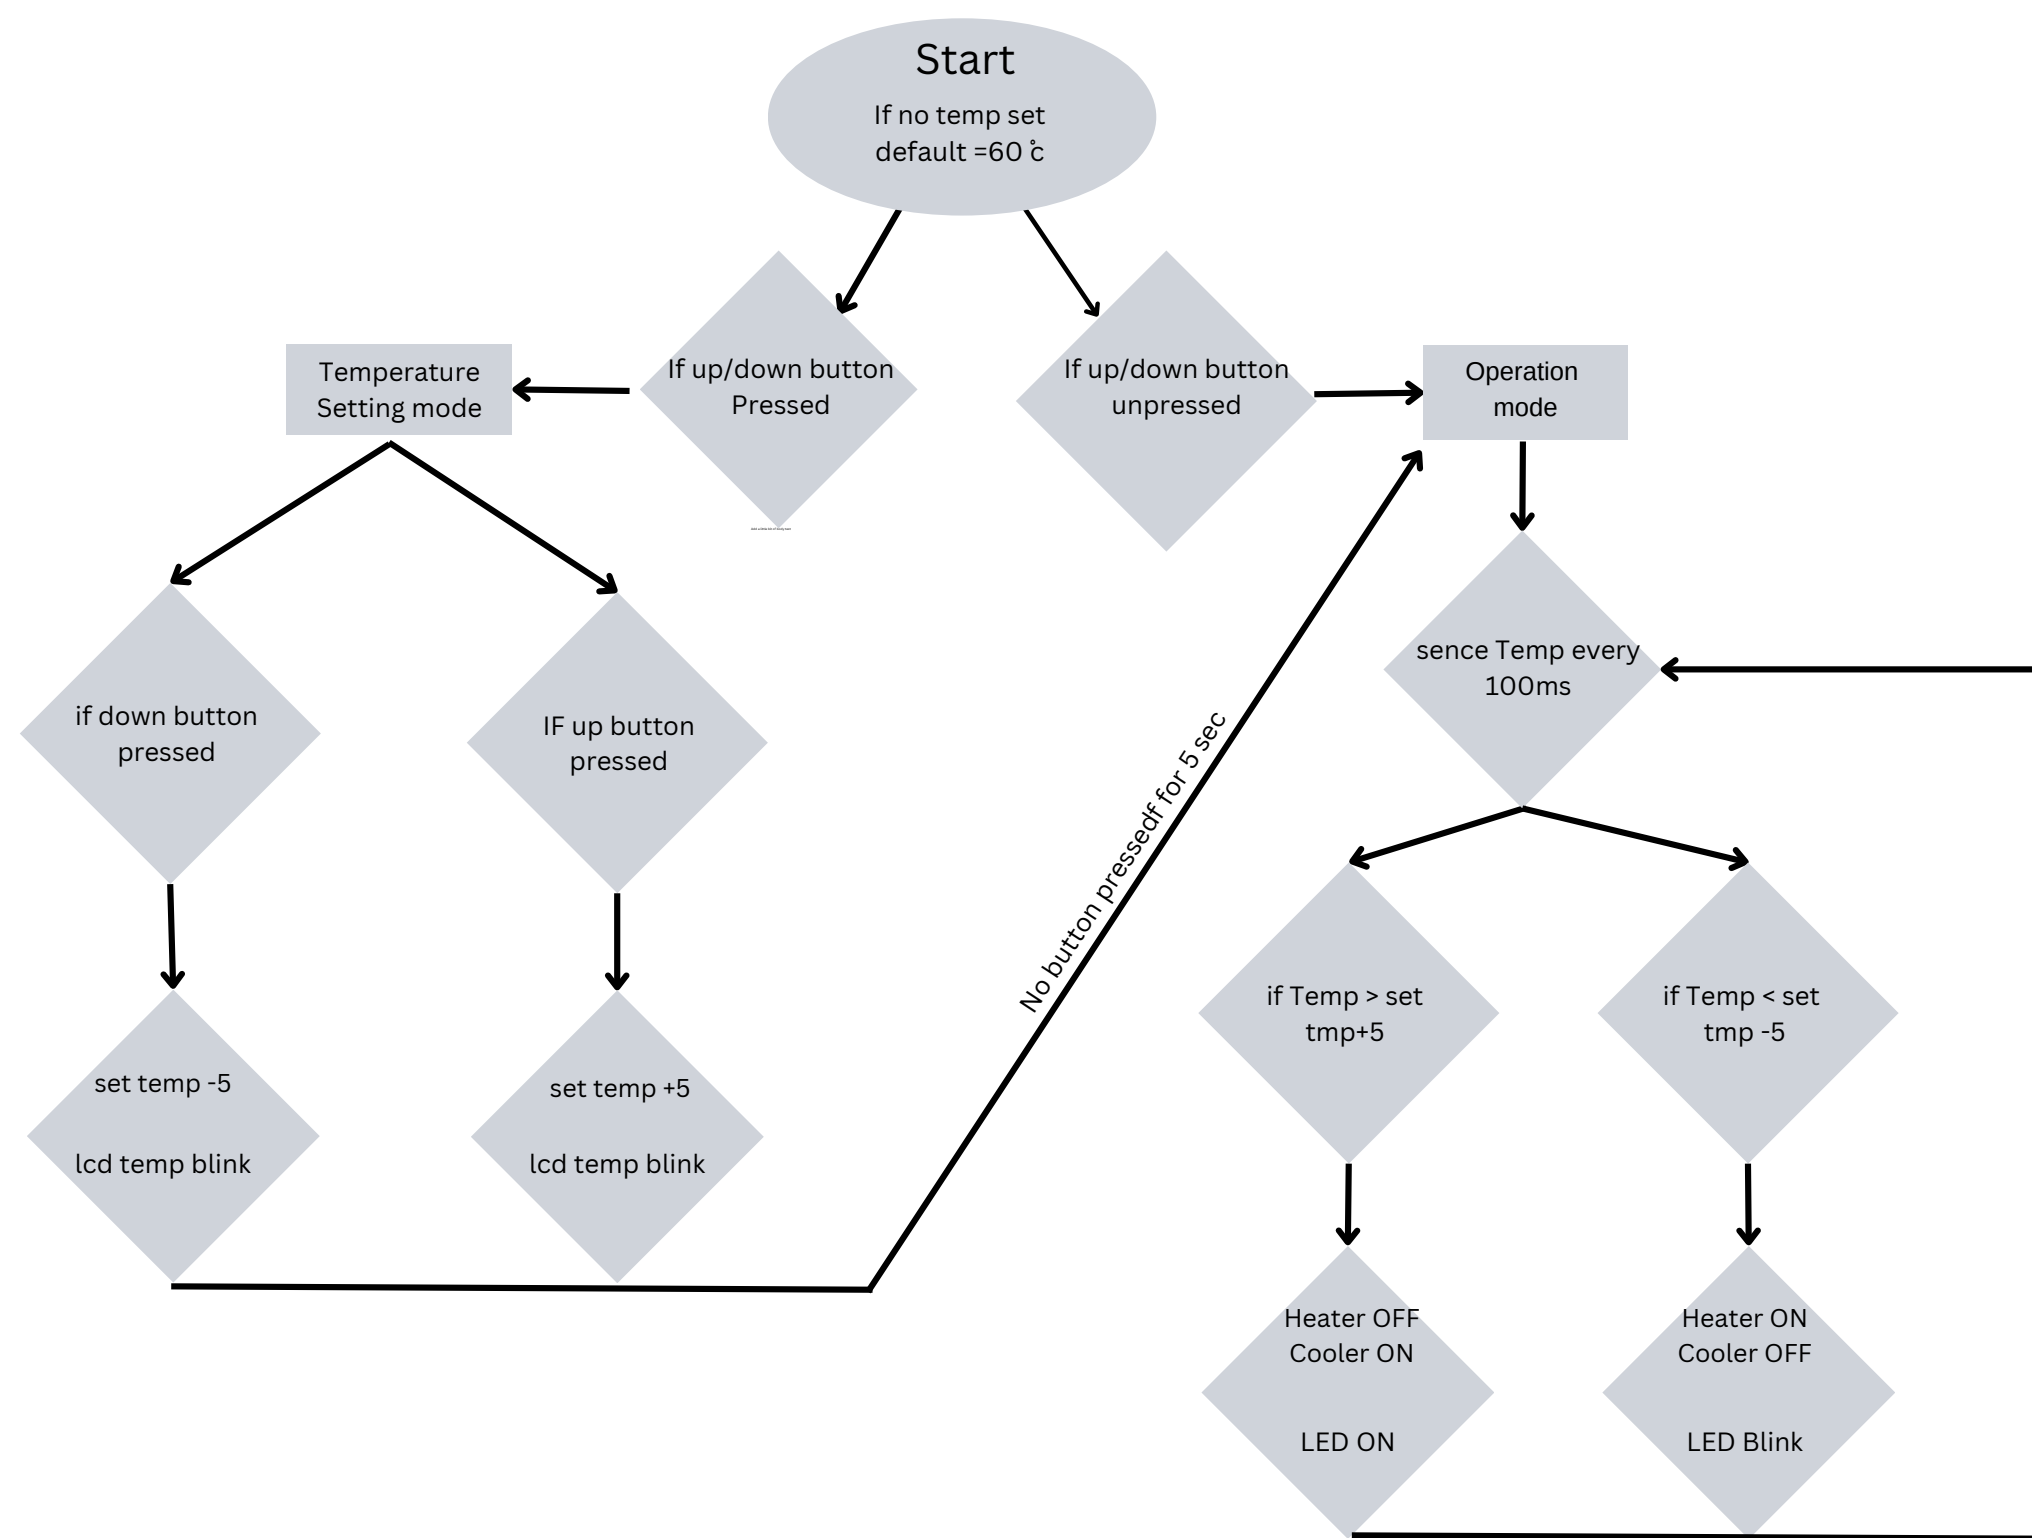 Start
If no temp set
default =60 °c
If up/down button
Pressed
If up/down button
unpressed
Temperature
Setting mode
Operation
mode
if down button
pressed
IF up button
pressed
sence Temp every
100ms
No button pressedf for 5 sec
set temp -5
lcd temp blink
set temp +5
lcd temp blink
if Temp > set
tmp+5
if Temp < set
tmp -5
Heater OFF
Cooler ON
LED ON
Heater ON
Cooler OFF
LED Blink